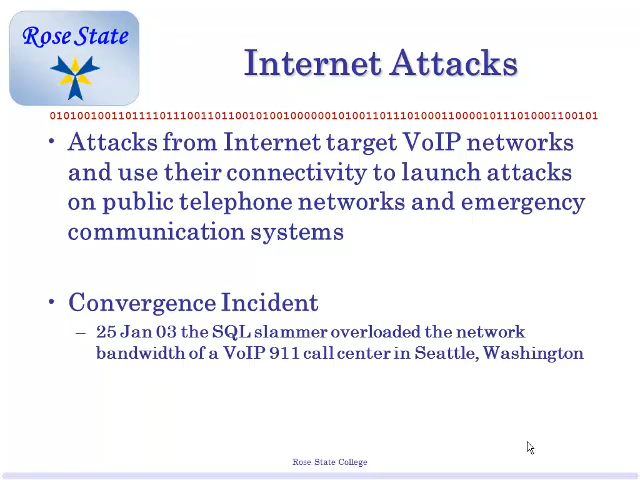 Rose State
Internet Attacks
010100100110111101110011011001010010000001010011011101000110000101110100011001​01
• Attacks from Internet target VoIP networks
and use their connectivity to launch attacks
on public telephone networks and emergency
communication systems
• Convergence Incident
– 25 Jan 03 the SQL slammer overloaded the network
bandwidth of a VoIP 911 call center in Seattle, Washington
Rose State College